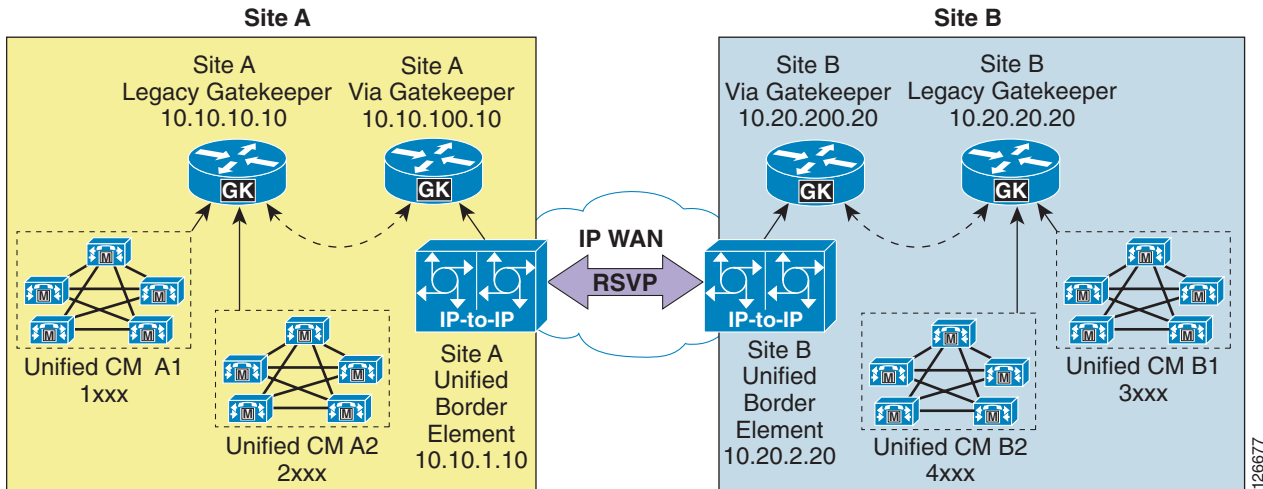 Site A
Site B
Site A
Legacy Gatekeeper
10.10.10.10
Site A
Via Gatekeeper
10.10.100.10
Site B
Via Gatekeeper
10.20.200.20
Site B
Legacy Gatekeeper
10.20.20.20
GK
GK
GK
GK
IP WAN
RSVP
IP-to-IP
IP-to-IP
M
M
M
M
M
Unified CM A1
1xxx
M
M
M
M
M
Unified CM A2
2xxx
Site A
Unified
Border
Element
10.10.1.10
Site B
Unified
Border
Element
10.20.2.20
M
M
M
M
M
Unified CM B2
4xxx
M
M
M
M
M
Unified CM B1
3xxx
126677